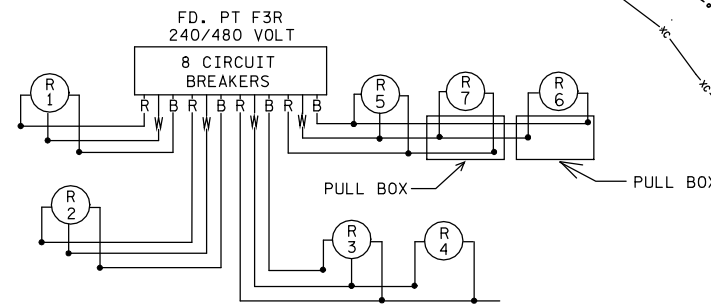 FD. PT F3R
240/480 VOLT
8 CIRCUIT
BREAKERS
R W B R W B R W B R W B
R
1
R
2
R
3
R
4
R
5
R
7
R
6
PULL BOX
PULL BOX
XC
XC